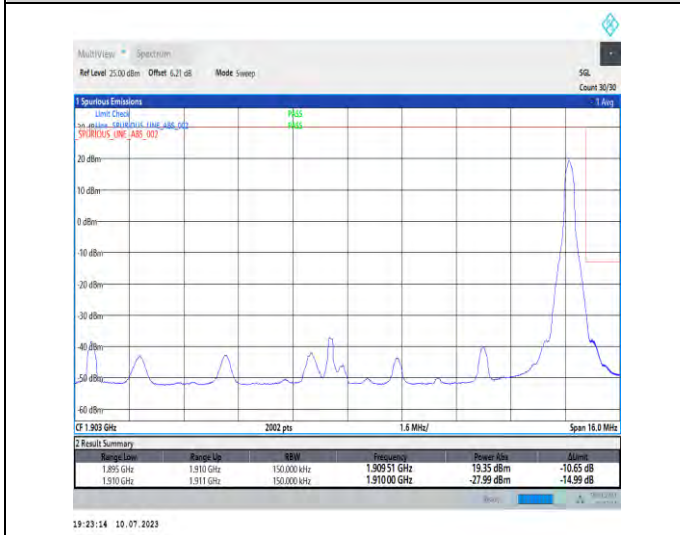 MultiView Spectrum
Ref Level 25.00 dBm Offset 6.21 dB Mode Sweep SGL
Count 30/30
1 Spurious Emissions 1 Avg
Limit Check PASS
Line _SPURIOUS_LINE_ABS_002 PASS
_SPURIOUS_LINE_ABS_002
20 dBm
10 dBm
0 dBm
-10 dBm
-20 dBm
-30 dBm
-40 dBm
-50 dBm
-60 dBm
CF 1.903 GHz 2002 pts 1.6 MHz/ Span 16.0 MHz
2 Result Summary
Range Low Range Up RBW Frequency Power Abs ΔLimit
1.895 GHz 1.910 GHz 150.000 kHz 1.90951 GHz 19.35 dBm -10.65 dB
1.910 GHz 1.911 GHz 150.000 kHz 1.91000 GHz -27.99 dBm -14.99 dB
19:23:14 10.07.2023